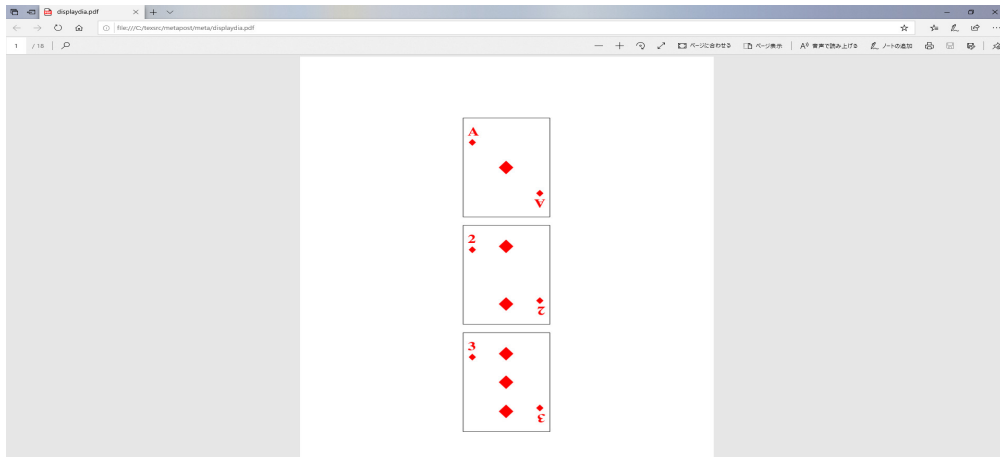 displaydia.pdf
file:///C:/texsrc/metapost/meta/displaydia.pdf
1 / 18 ページに合わせる ページ表示 音声で読み上げる ノートの追加
A
A
2
2
3
3